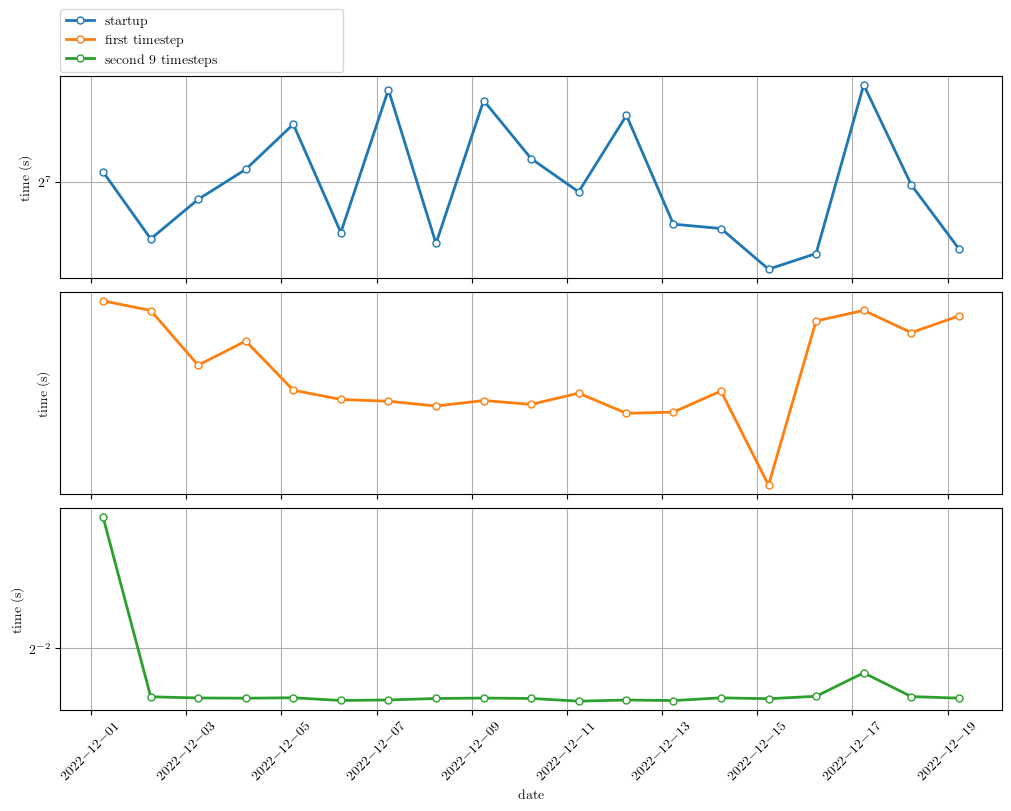 startup
first timestep
second 9 timesteps
time (s)
2⁷
time (s)
time (s)
2⁻²
2022−12−01
2022−12−03
2022−12−05
2022−12−07
2022−12−09
2022−12−11
2022−12−13
2022−12−15
2022−12−17
2022−12−19
date